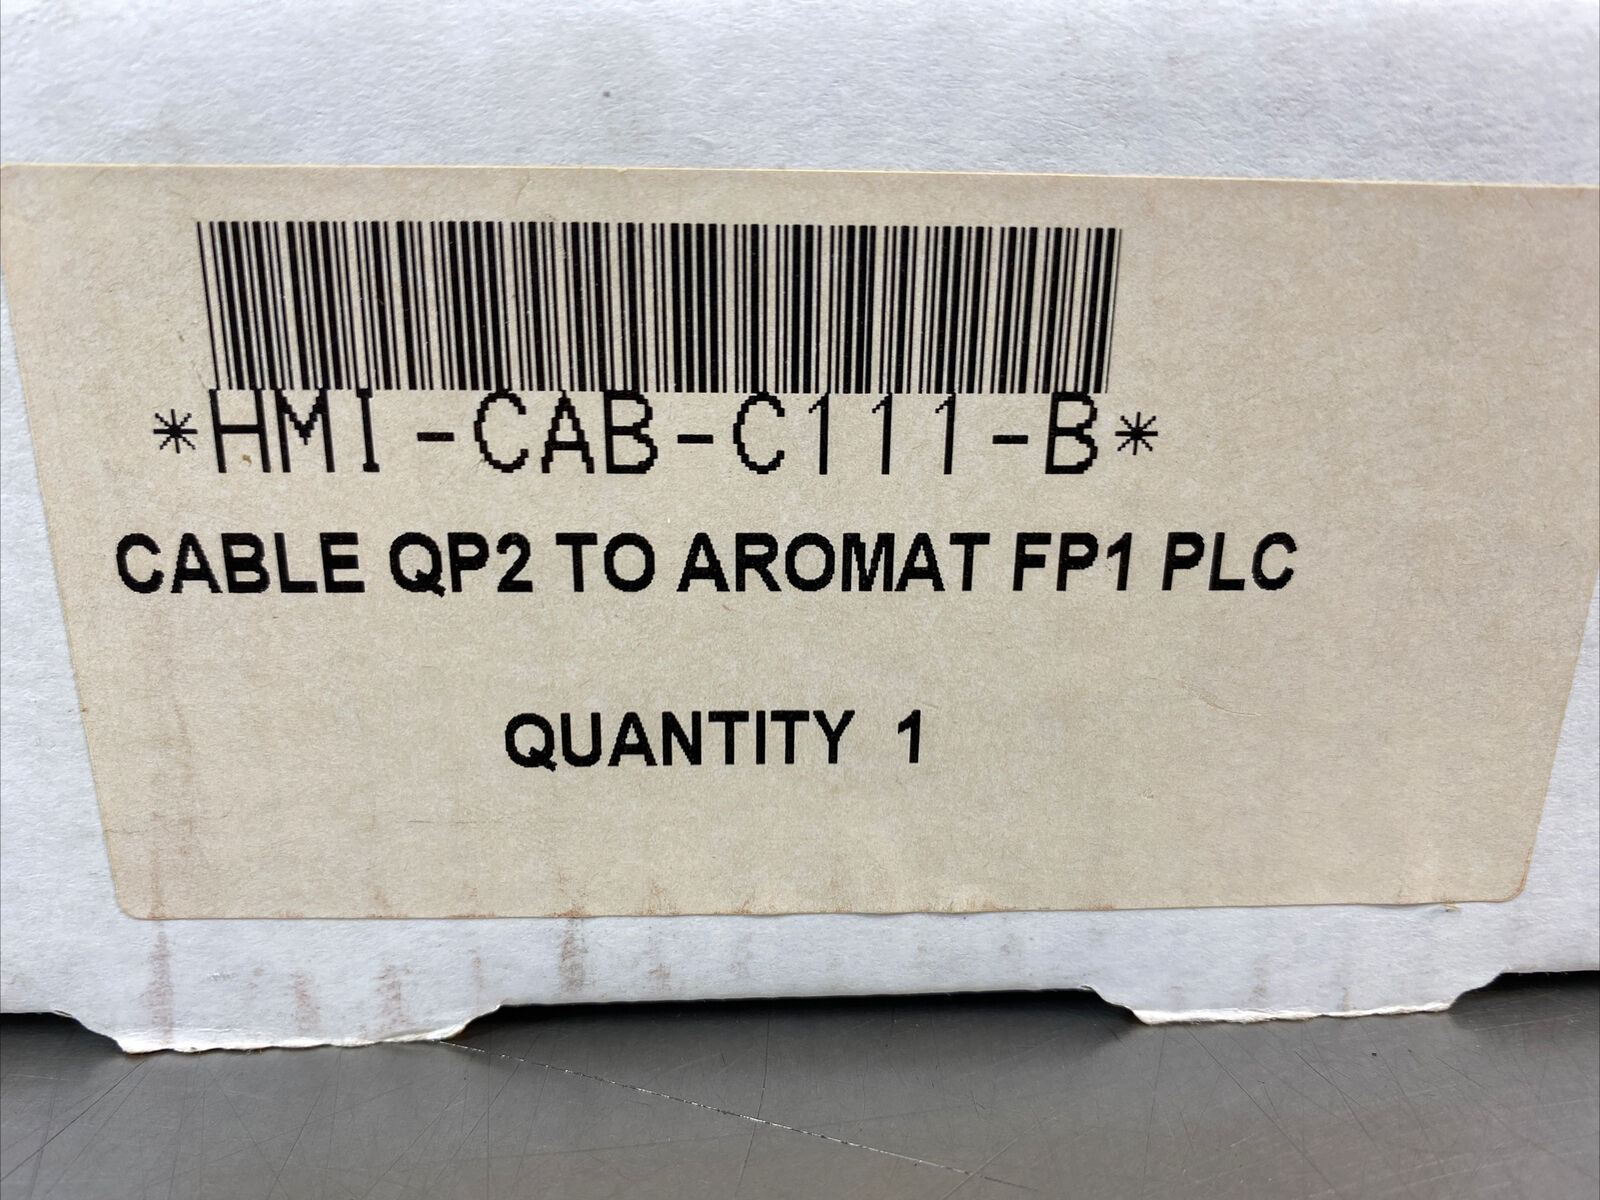 *HMI-CAB-C111-B*
CABLE QP2 TO AROMAT FP1 PLC
QUANTITY 1